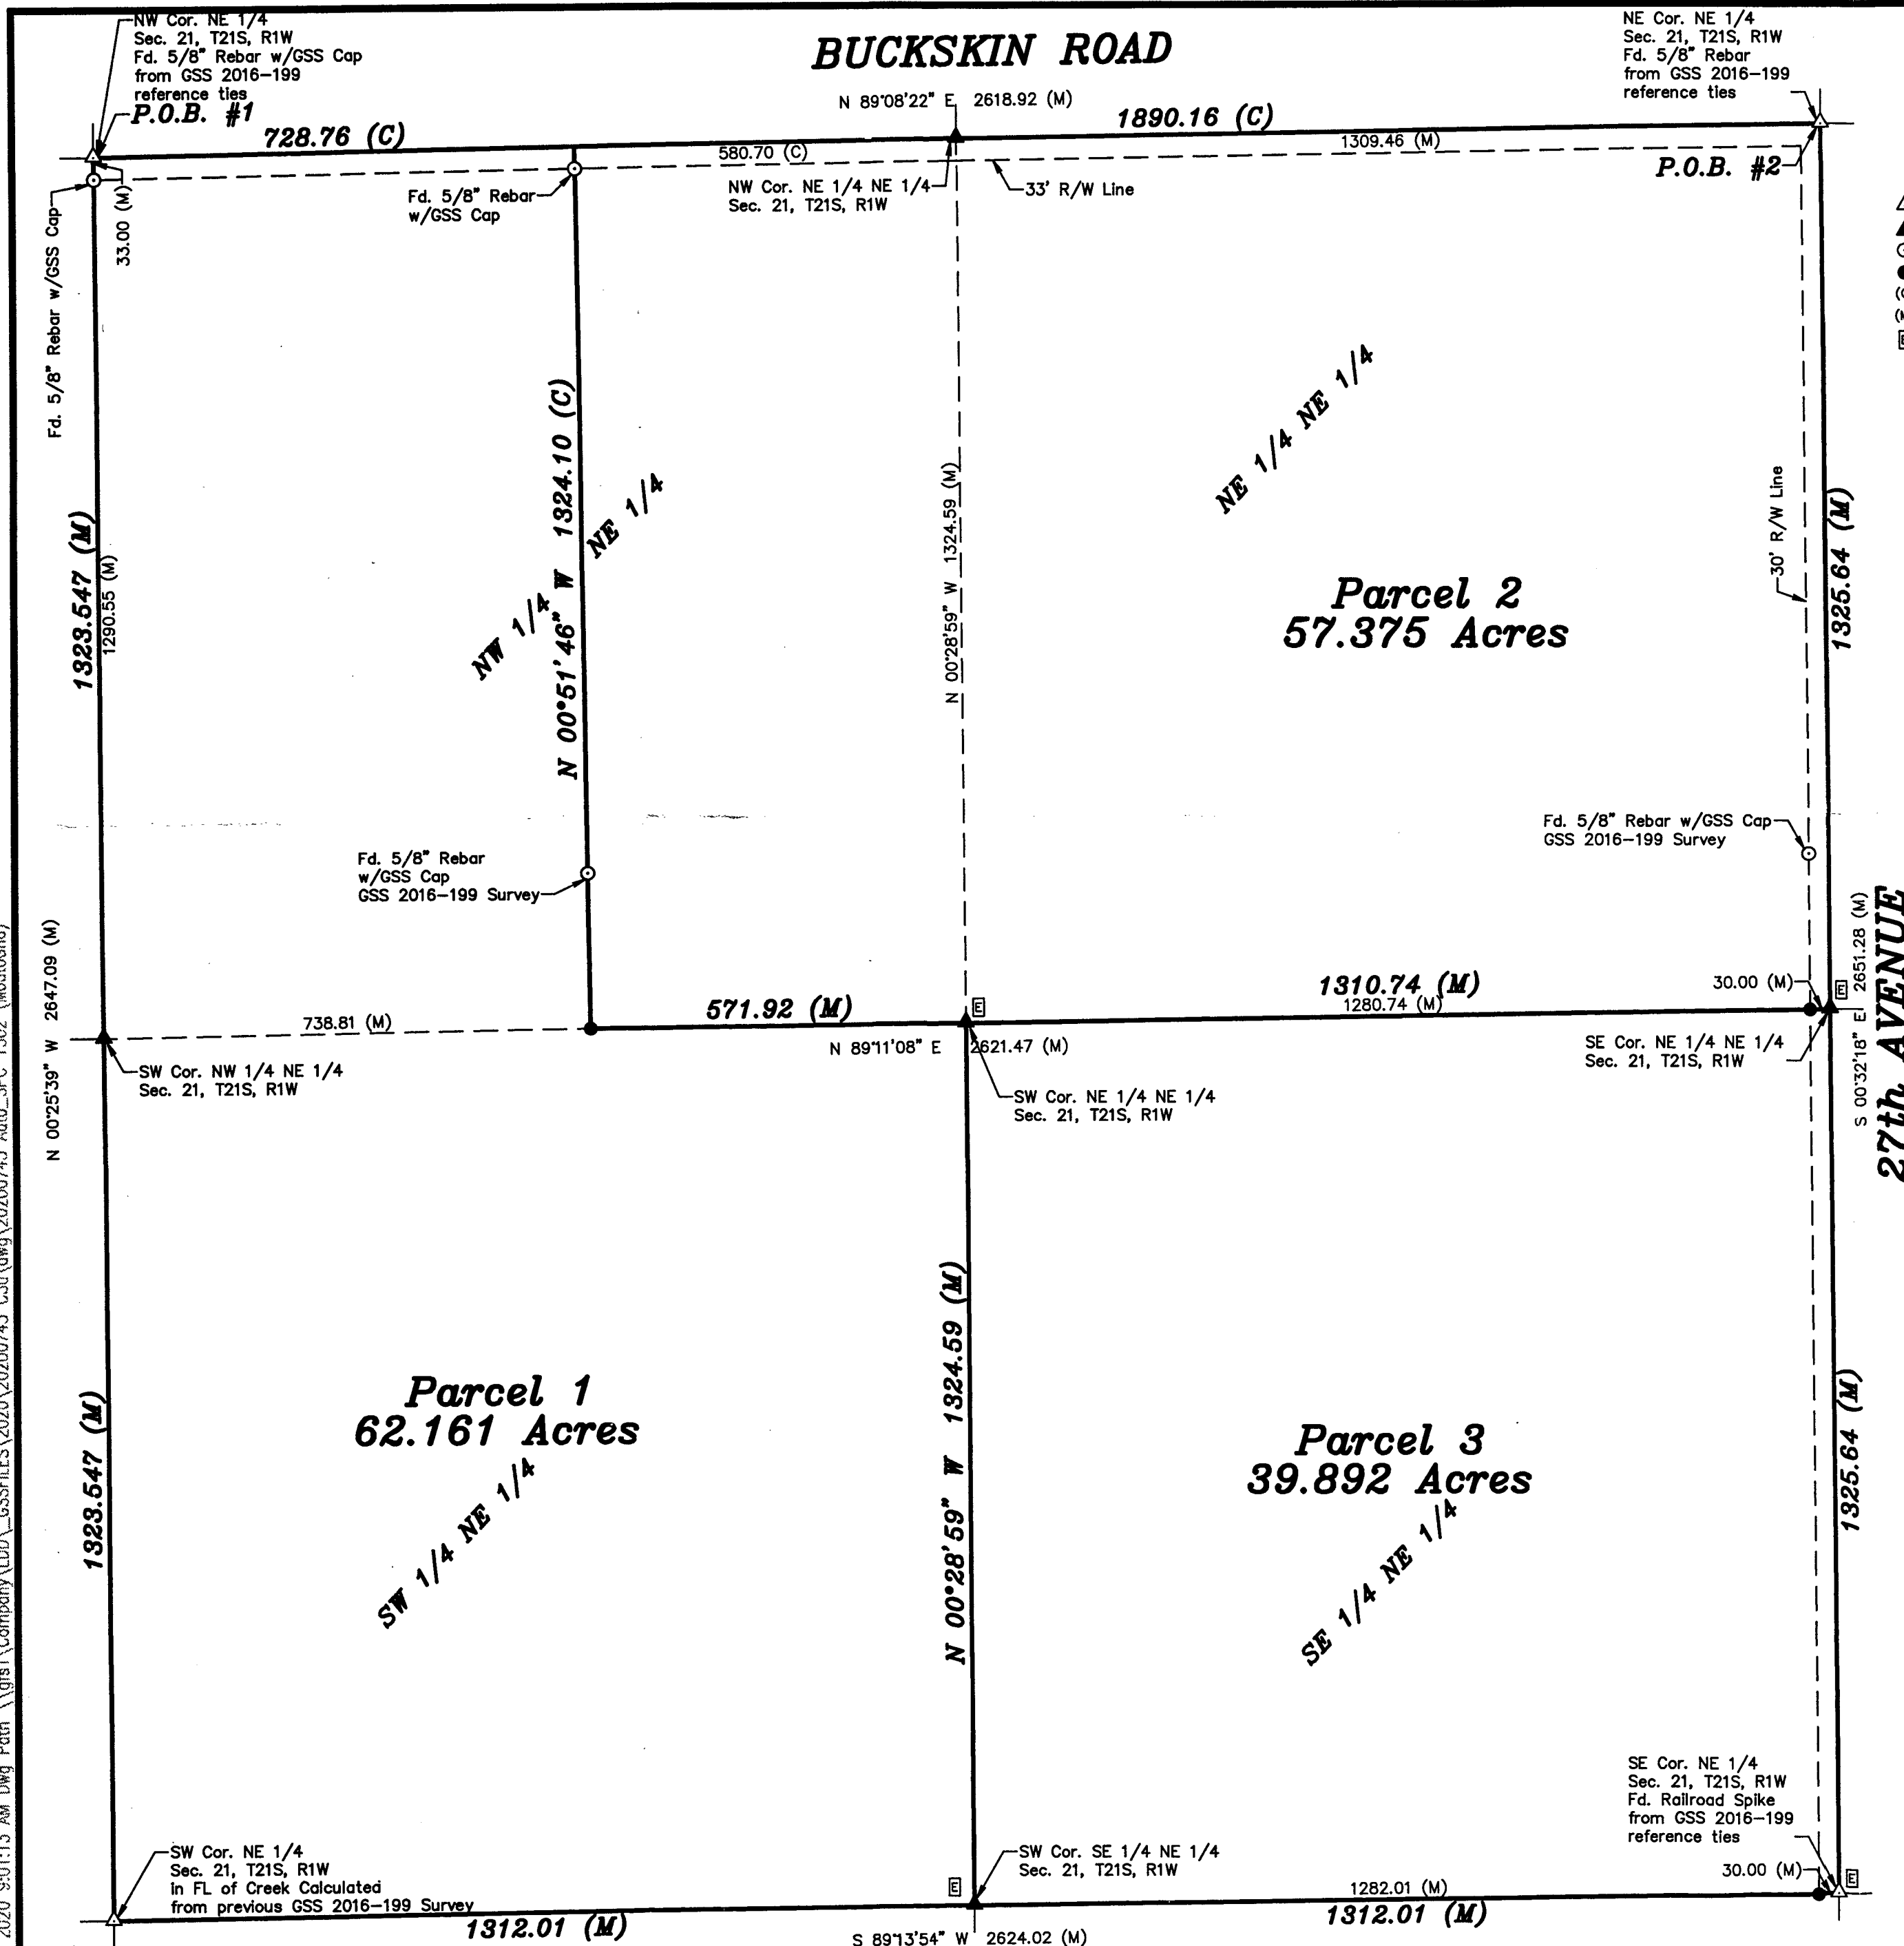 NW Cor. NE 1/4
Sec. 21, T21S, R1W
Fd. 5/8" Rebar w/GSS Cap
from GSS 2016-199
reference ties
P.O.B. #1
BUCKSKIN ROAD
NE Cor. NE 1/4
Sec. 21, T21S, R1W
Fd. 5/8" Rebar
from GSS 2016-199
reference ties
N 89°08'22" E 2618.92 (M)
728.76 (C)
1890.16 (C)
580.70 (C)
1309.46 (M)
P.O.B. #2
Fd. 5/8" Rebar w/GSS Cap
33.00 (M)
Fd. 5/8" Rebar
w/GSS Cap
NW Cor. NE 1/4 NE 1/4
Sec. 21, T21S, R1W
33' R/W Line
NE 1/4 NE 1/4
N 00°51'46" W 1324.10 (C)
NW 1/4 NE 1/4
N 00°28'59" W 1324.59 (M)
30' R/W Line
1325.64 (M)
1323.547 (M)
1290.55 (M)
Parcel 2
57.375 Acres
Fd. 5/8" Rebar w/GSS Cap
GSS 2016-199 Survey
Fd. 5/8" Rebar
w/GSS Cap
GSS 2016-199 Survey
N 00°25'39" W 2647.09 (M)
S 00°32'18" E 2651.28 (M)
27th AVENUE
738.81 (M)
571.92 (M)
E
1310.74 (M)
1280.74 (M)
30.00 (M)
E
N 89°11'08" E 2621.47 (M)
SE Cor. NE 1/4 NE 1/4
Sec. 21, T21S, R1W
SW Cor. NW 1/4 NE 1/4
Sec. 21, T21S, R1W
SW Cor. NE 1/4 NE 1/4
Sec. 21, T21S, R1W
N 00°28'59" W 1324.59 (M)
1323.547 (M)
1325.64 (M)
Parcel 1
62.161 Acres
SW 1/4 NE 1/4
Parcel 3
39.892 Acres
SE 1/4 NE 1/4
SE Cor. NE 1/4
Sec. 21, T21S, R1W
Fd. Railroad Spike
from GSS 2016-199
reference ties
30.00 (M)
E
SW Cor. NE 1/4
Sec. 21, T21S, R1W
in FL of Creek Calculated
from previous GSS 2016-199 Survey
SW Cor. SE 1/4 NE 1/4
Sec. 21, T21S, R1W
E
1282.01 (M)
1312.01 (M)
1312.01 (M)
S 89°13'54" W 2624.02 (M)
2020 9:01:13 AM Dwg Path